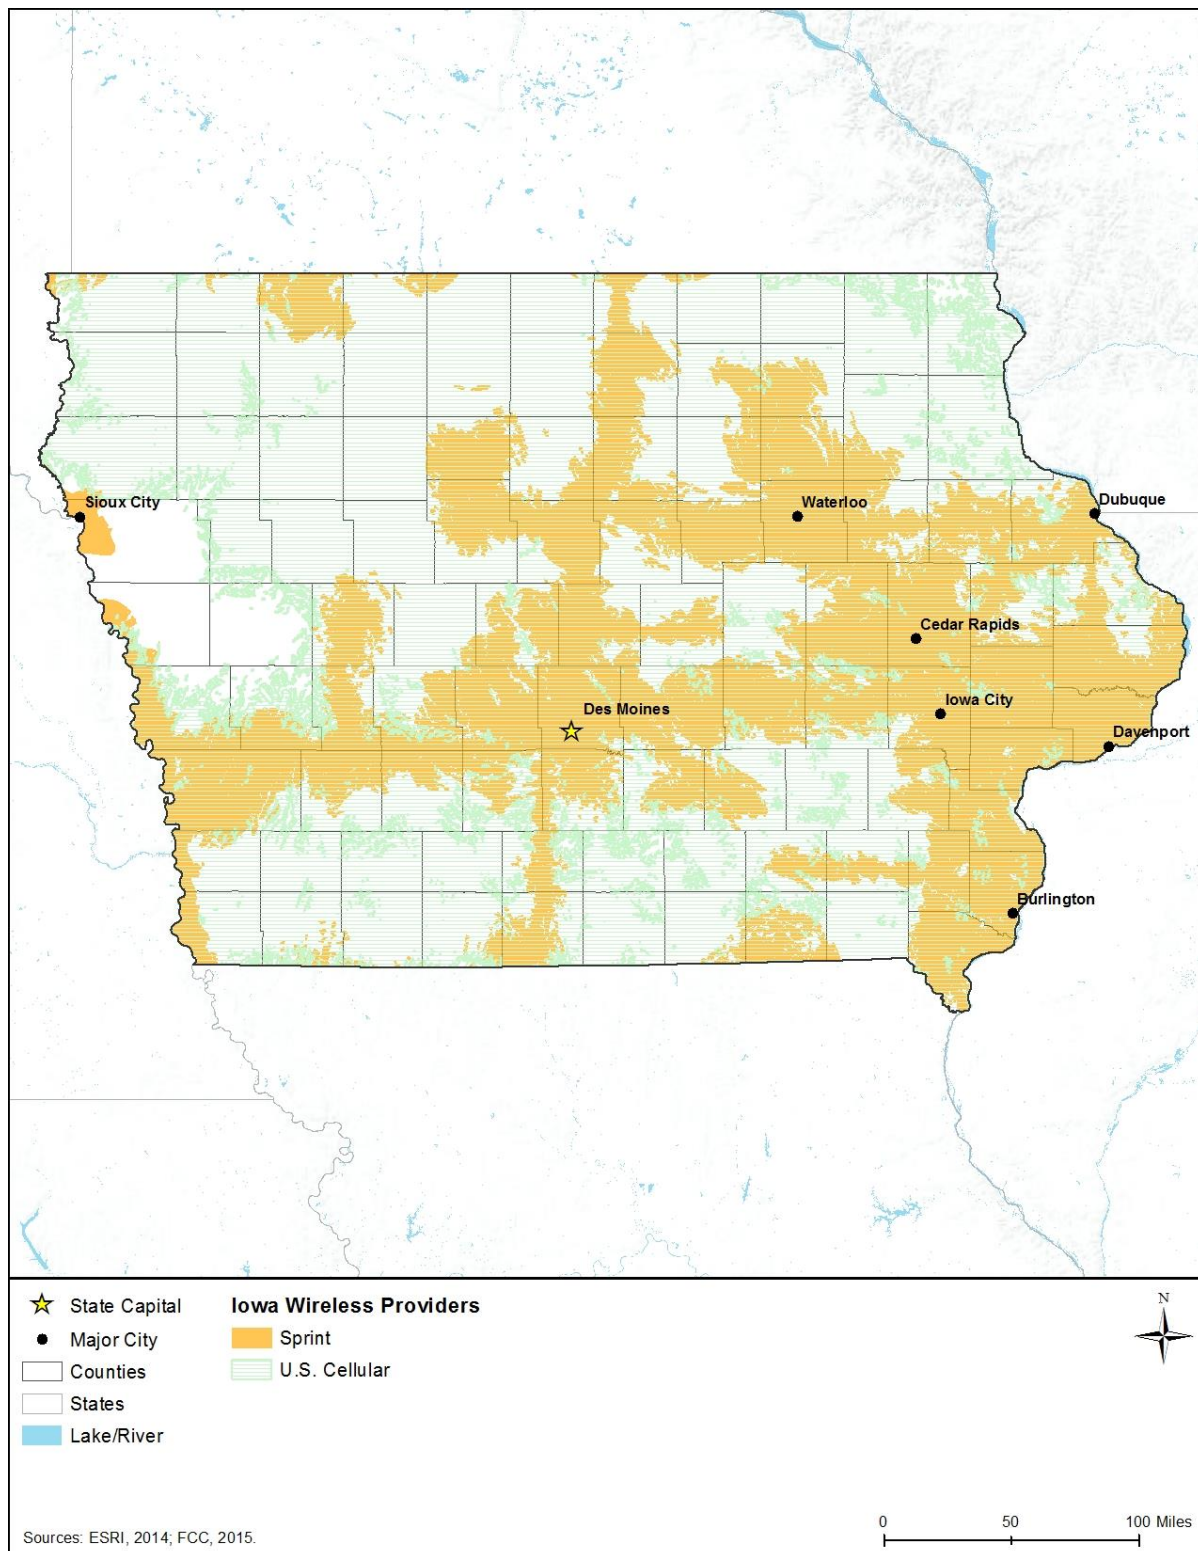 Sioux City
Waterloo
Dubuque
Cedar Rapids
Iowa City
Des Moines
Davenport
Burlington
State Capital
Major City
Counties
States
Lake/River
Iowa Wireless Providers
Sprint
U.S. Cellular
N
0 50 100 Miles
Sources: ESRI, 2014; FCC, 2015.